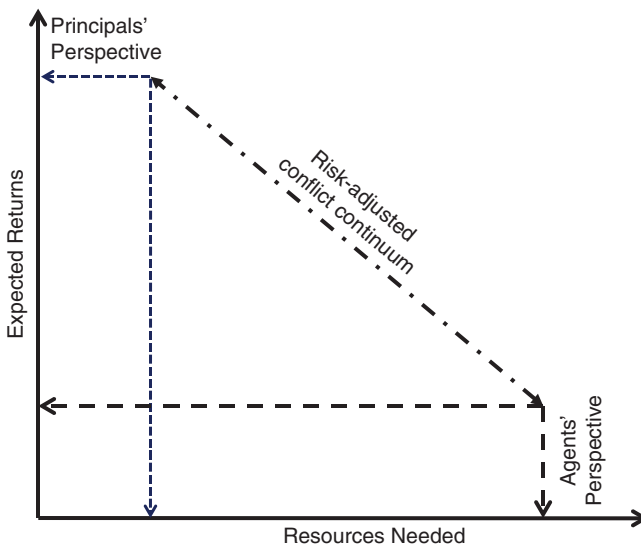 Principals'
Perspective
Expected Returns
Risk-adjusted
conflict continuum
Agents'
Perspective
Resources Needed